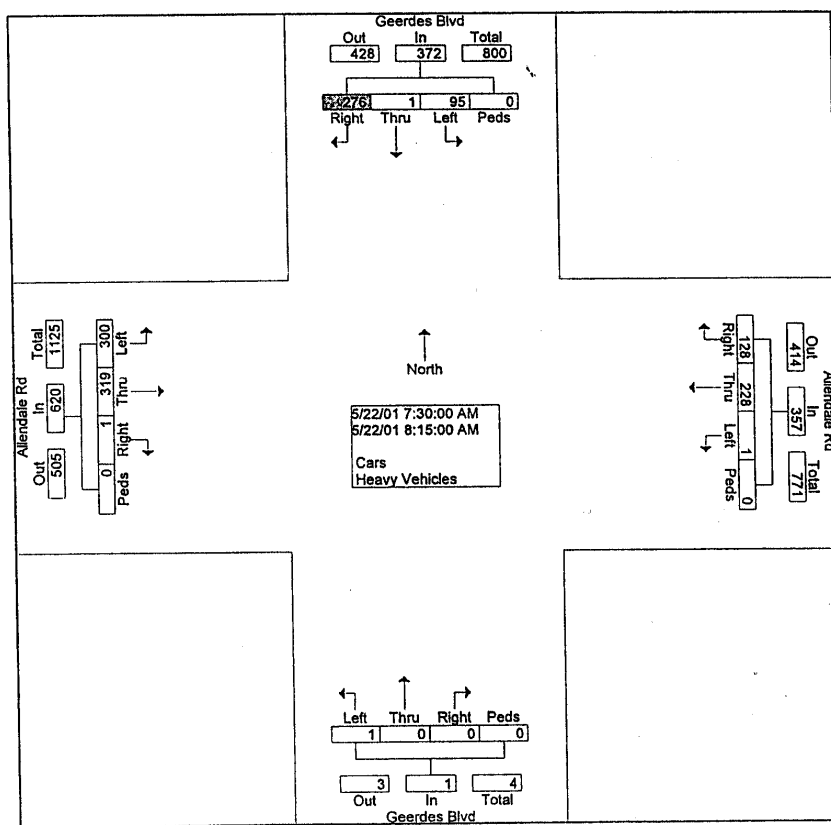 Geerdes Blvd
Out In Total
428 372 800
276 1 95 0
Right Thru Left Peds
Allendale Rd
Total In Out
1125 620 505
300 319 1 0
Left Thru Right Peds
North
5/22/01 7:30:00 AM
5/22/01 8:15:00 AM
Cars
Heavy Vehicles
Right Thru Left Peds
128 228 1 0
Out In Total
414 357 771
Allendale Rd
Left Thru Right Peds
1 0 0 0
3 1 4
Out In Total
Geerdes Blvd